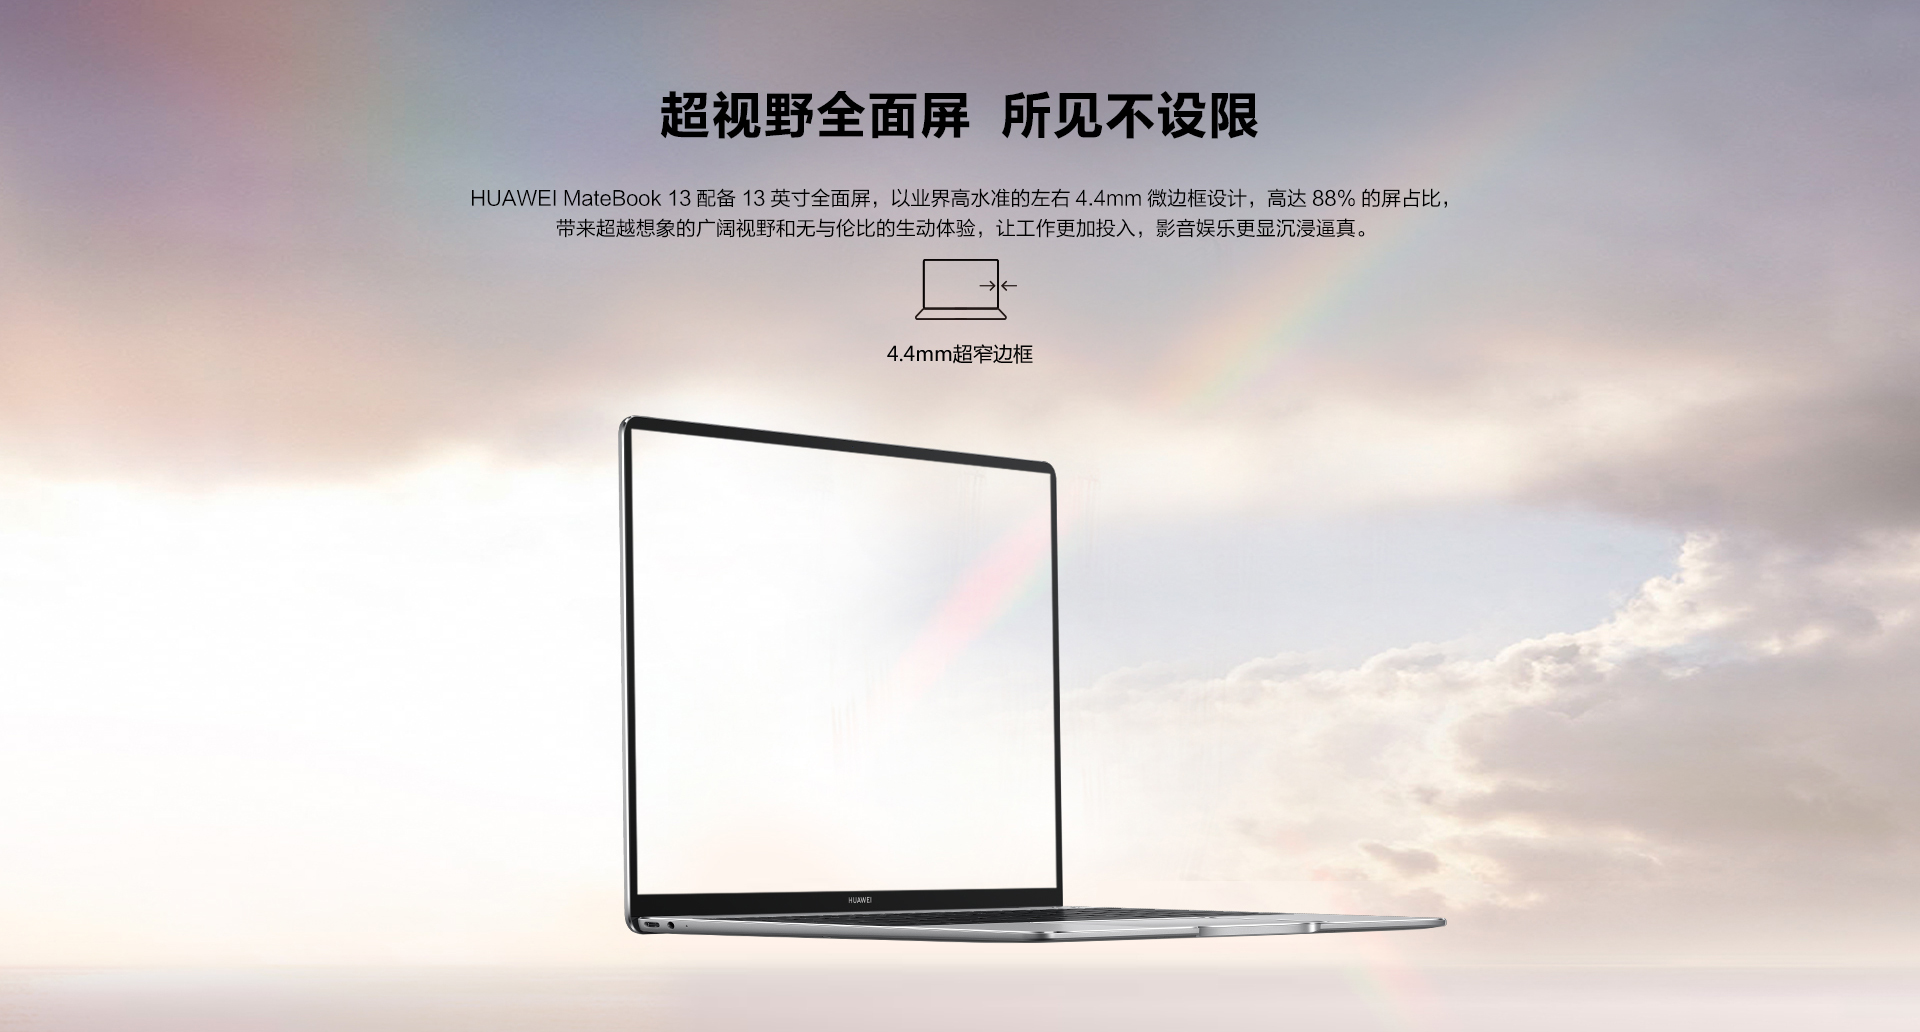 超视野全面屏 所见不设限
HUAWEI MateBook 13 配备 13 英寸全面屏，以业界高水准的左右 4.4mm 微边框设计，高达 88% 的屏占比，
带来超越想象的广阔视野和无与伦比的生动体验，让工作更加投入，影音娱乐更显沉浸逼真。
4.4mm超窄边框
HUAWEI